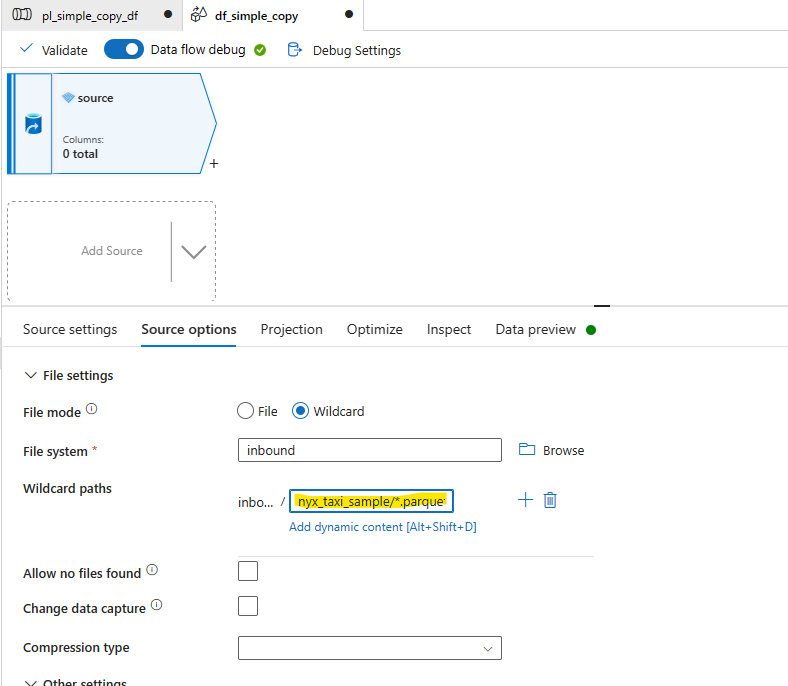 pl_simple_copy_df df_simple_copy
Validate Data flow debug Debug Settings
source
Columns:
0 total
+
Add Source
Source settings Source options Projection Optimize Inspect Data preview
File settings
File mode File Wildcard
File system * inbound Browse
Wildcard paths
inbo... / nyx_taxi_sample/*.parque
Add dynamic content [Alt+Shift+D]
Allow no files found
Change data capture
Compression type
Other settings